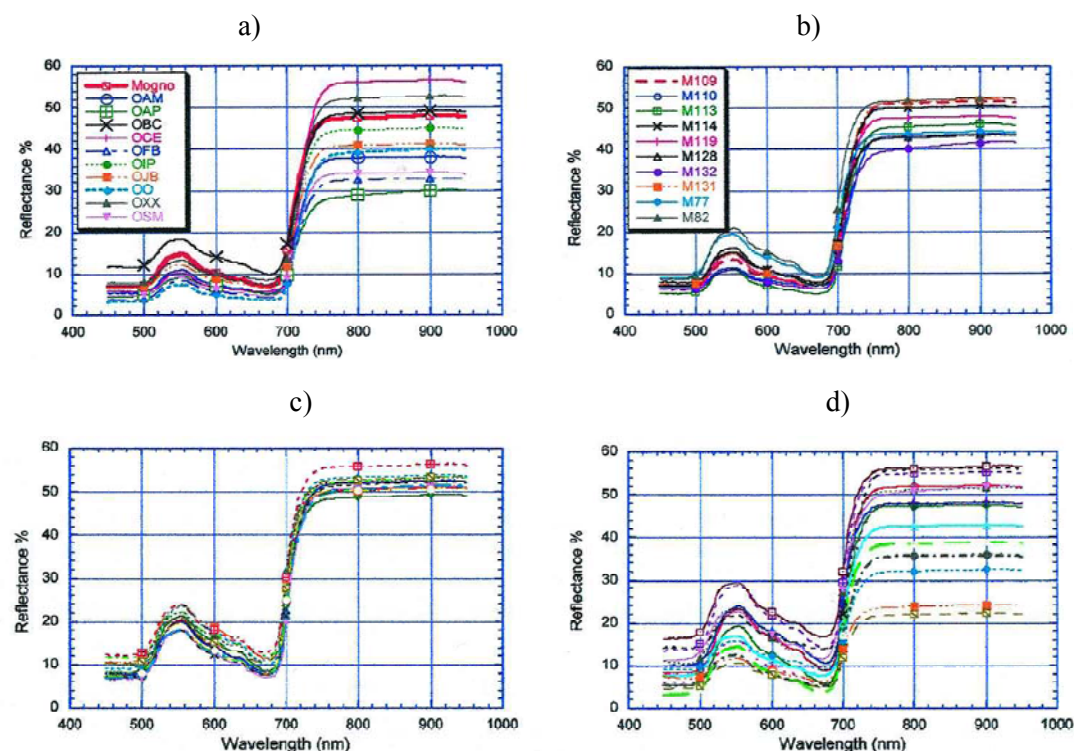 a)
60
50
40
30
20
10
0
400 500 600 700 800 900 1000
Reflectance %
Wavelength (nm)
Mogno
OAM
OAP
OBC
OCE
OFB
OIP
OJB
OO
OXX
OSM
b)
60
50
40
30
20
10
0
400 500 600 700 800 900 1000
Reflectance %
Wavelength (nm)
M109
M110
M113
M114
M119
M128
M132
M131
M77
M82
c)
60
50
40
30
20
10
0
400 500 600 700 800 900 1000
Reflectance %
Wavelength (nm)
d)
60
50
40
30
20
10
0
400 500 600 700 800 900 1000
Reflectance %
Wavelength (nm)